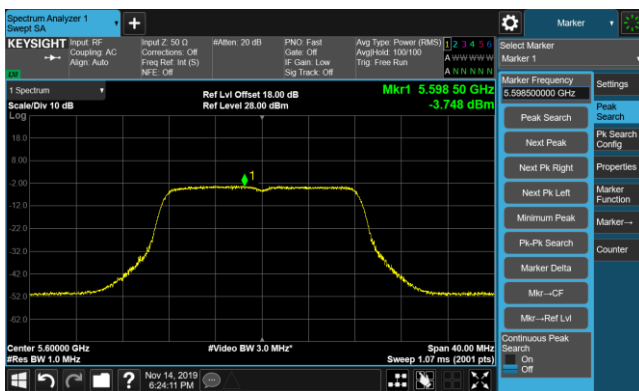 Spectrum Analyzer 1
Swept SA
+
Marker
KEYSIGHT
Input: RF
Coupling: AC
Align: Auto
Input Z: 50 Ω
Corrections: Off
Freq Ref: Int (S)
NFE: Off
#Atten: 20 dB
PNO: Fast
Gate: Off
IF Gain: Low
Sig Track: Off
Avg Type: Power (RMS)
Avg|Hold: 100/100
Trig: Free Run
1 2 3 4 5 6
A W W W W W
A N N N N N
Select Marker
Marker 1
1 Spectrum
Scale/Div 10 dB
Log
Ref Lvl Offset 18.00 dB
Ref Level 28.00 dBm
Mkr1 5.598 50 GHz
-3.748 dBm
18.0
8.00
-2.00
-12.0
-22.0
-32.0
-42.0
-52.0
-62.0
1
Center 5.60000 GHz
#Res BW 1.0 MHz
#Video BW 3.0 MHz*
Span 40.00 MHz
Sweep 1.07 ms (2001 pts)
Marker Frequency
5.598500000 GHz
Peak Search
Next Peak
Next Pk Right
Next Pk Left
Minimum Peak
Pk-Pk Search
Marker Delta
Mkr→CF
Mkr→Ref Lvl
Continuous Peak
Search
On
Off
Settings
Peak
Search
Pk Search
Config
Properties
Marker
Function
Marker→
Counter
?
Nov 14, 2019
6:24:11 PM